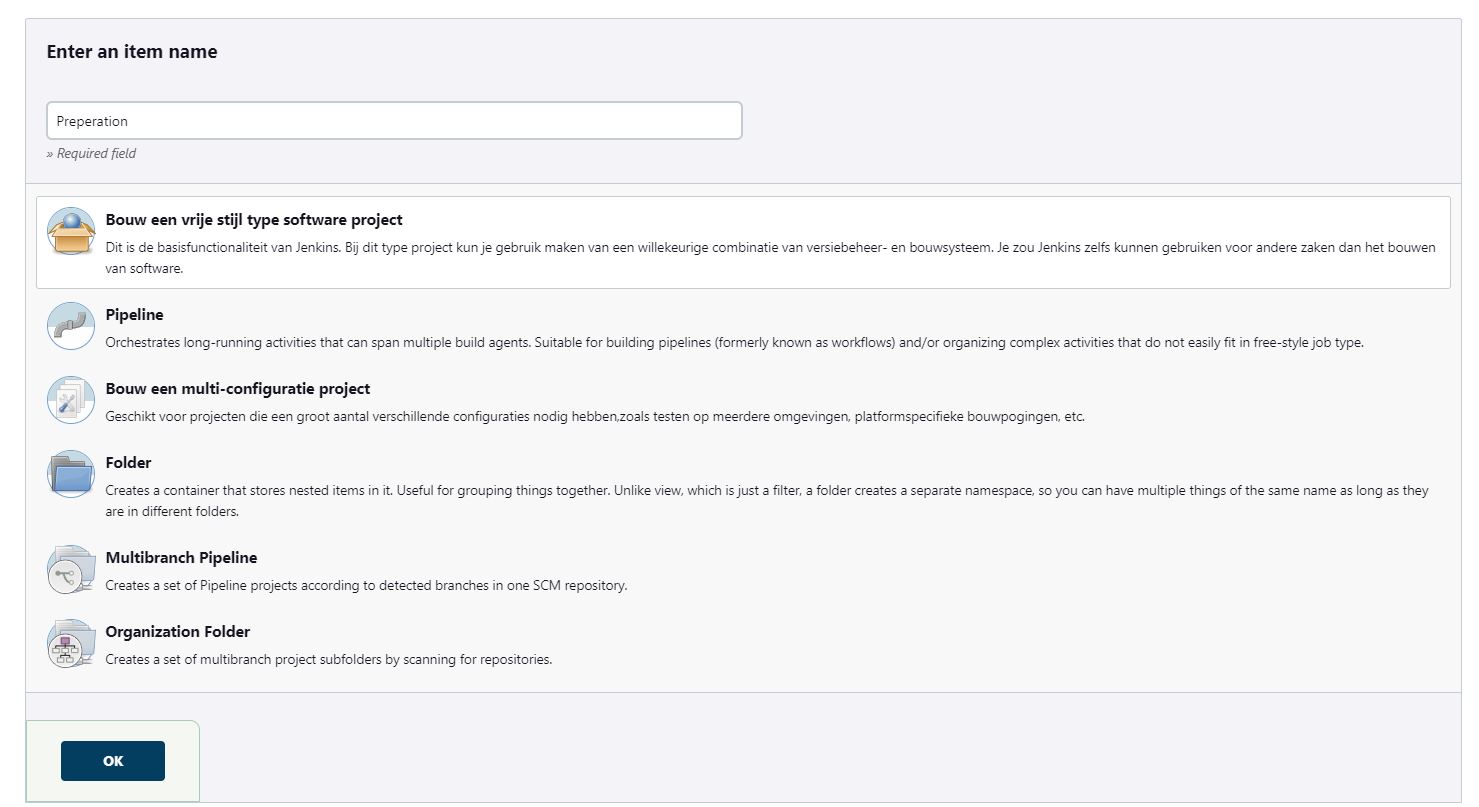 Enter an item name
Preperation
» Required field
Bouw een vrije stijl type software project
Dit is de basisfunctionaliteit van Jenkins. Bij dit type project kun je gebruik maken van een willekeurige combinatie van versiebeheer- en bouwsysteem. Je zou Jenkins zelfs kunnen gebruiken voor andere zaken dan het bouwen
van software.
Pipeline
Orchestrates long-running activities that can span multiple build agents. Suitable for building pipelines (formerly known as workflows) and/or organizing complex activities that do not easily fit in free-style job type.
Bouw een multi-configuratie project
Geschikt voor projecten die een groot aantal verschillende configuraties nodig hebben,zoals testen op meerdere omgevingen, platformspecifieke bouwpogingen, etc.
Folder
Creates a container that stores nested items in it. Useful for grouping things together. Unlike view, which is just a filter, a folder creates a separate namespace, so you can have multiple things of the same name as long as they
are in different folders.
Multibranch Pipeline
Creates a set of Pipeline projects according to detected branches in one SCM repository.
Organization Folder
Creates a set of multibranch project subfolders by scanning for repositories.
OK